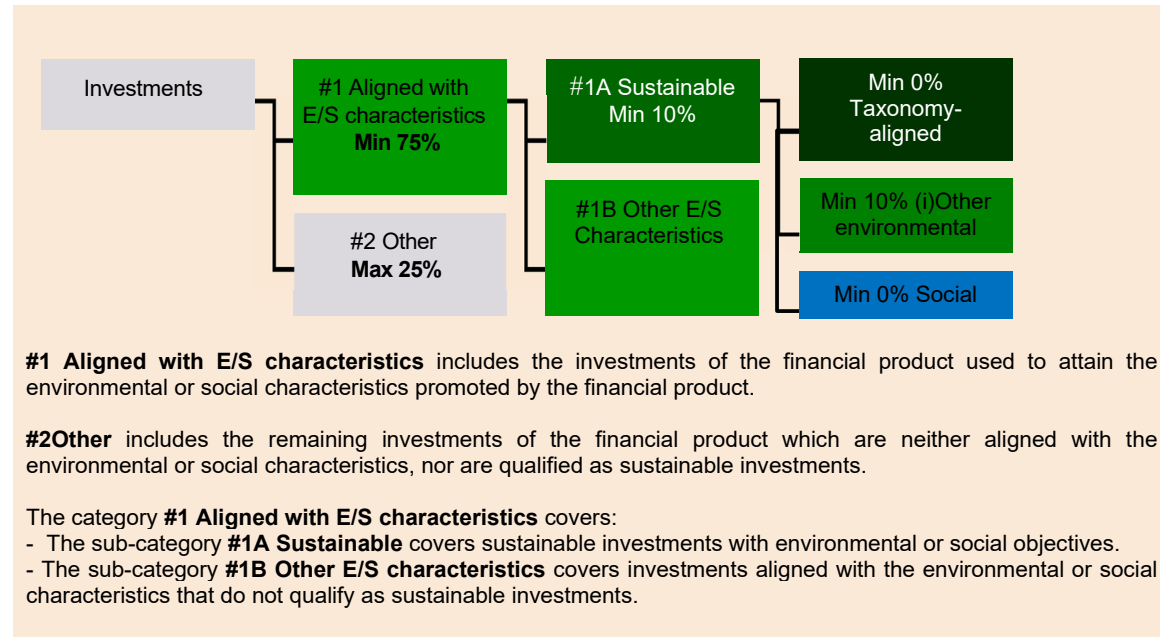 Investments
#1 Aligned with
E/S characteristics
Min 75%
#2 Other
Max 25%
#1A Sustainable
Min 10%
#1B Other E/S
Characteristics
Min 0%
Taxonomy-
aligned
Min 10% (i)Other
environmental
Min 0% Social
#1 Aligned with E/S characteristics includes the investments of the financial product used to attain the
environmental or social characteristics promoted by the financial product.
#2Other includes the remaining investments of the financial product which are neither aligned with the
environmental or social characteristics, nor are qualified as sustainable investments.
The category #1 Aligned with E/S characteristics covers:
- The sub-category #1A Sustainable covers sustainable investments with environmental or social objectives.
- The sub-category #1B Other E/S characteristics covers investments aligned with the environmental or social
characteristics that do not qualify as sustainable investments.